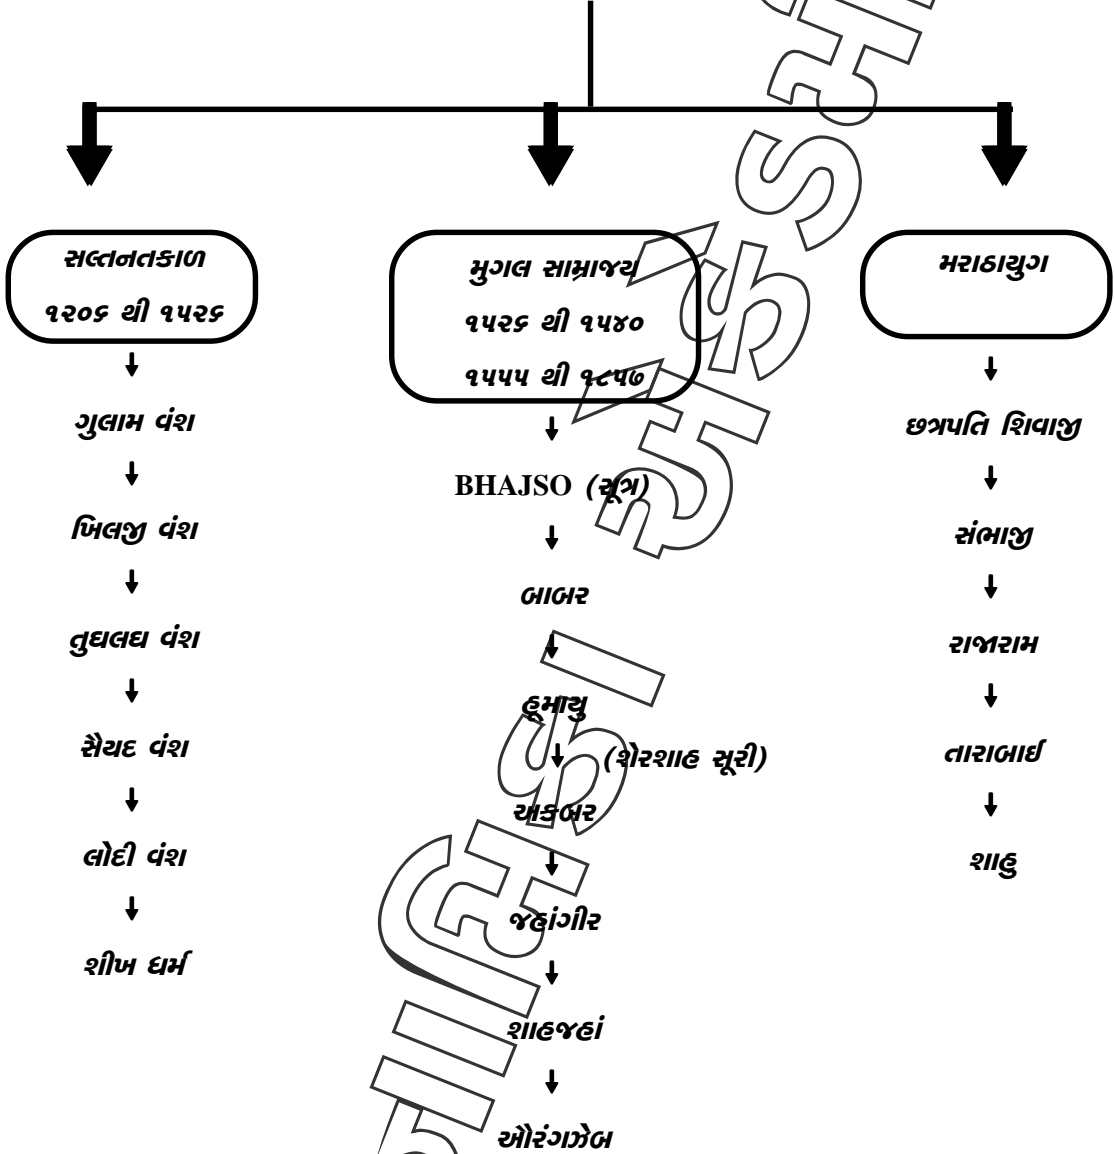 સલ્તનતકાળ
૧૨૦૬ થી ૧૫૨૬
ગુલામ વંશ
ખિલજી વંશ
તુઘલઘ વંશ
સૈયદ વંશ
લોદી વંશ
શીખ ધર્મ
મુગલ સામ્રાજય
૧૫૨૬ થી ૧૫૪૦
૧૫૫૫ થી ૧૮૫૭
BHAJSO (સૂત્ર)
બાબર
હૂમાયુ
(શેરશાહ સૂરી)
અકબર
જહાંગીર
શાહજહાં
ઔરંગઝેબ
મરાઠાયુગ
છત્રપતિ શિવાજી
સંભાજી
રાજારામ
તારાબાઈ
શાહુ